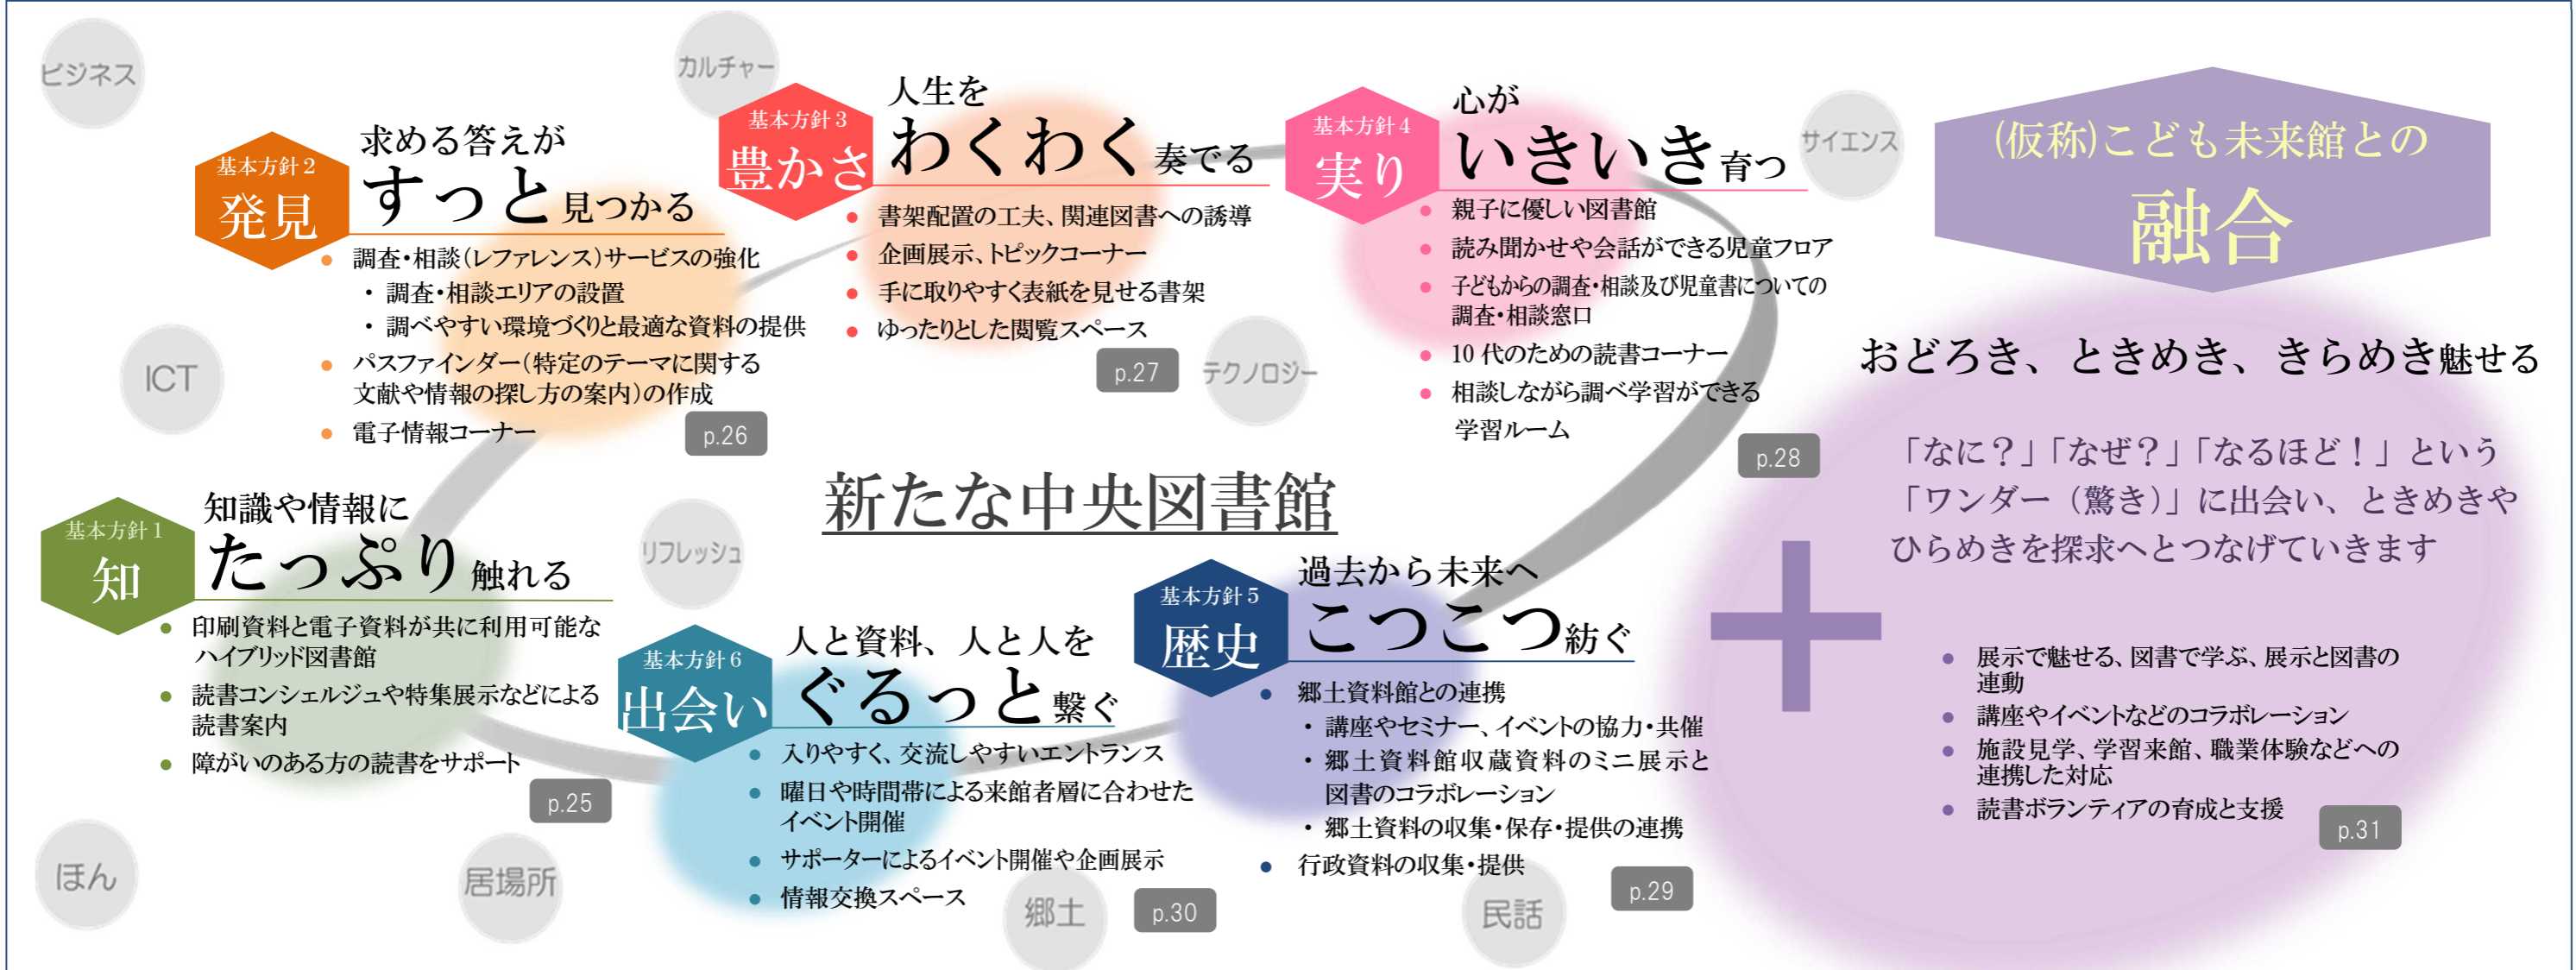 ビジネス
カルチャー
サイエンス
ICT
テクノロジー
リフレッシュ
ほん
居場所
郷土
民話
新たな中央図書館
基本方針1
知
知識や情報に
たっぷり触れる
● 印刷資料と電子資料が共に利用可能な
ハイブリッド図書館
● 読書コンシェルジュや特集展示などによる
読書案内
● 障がいのある方の読書をサポート
p.25
基本方針2
発見
求める答えが
すっと見つかる
● 調査・相談(レファレンス)サービスの強化
・ 調査・相談エリアの設置
・ 調べやすい環境づくりと最適な資料の提供
● パスファインダー(特定のテーマに関する
文献や情報の探し方の案内)の作成
● 電子情報コーナー
p.26
基本方針3
豊かさ
人生を
わくわく奏でる
● 書架配置の工夫、関連図書への誘導
● 企画展示、トピックコーナー
● 手に取りやすく表紙を見せる書架
● ゆったりとした閲覧スペース
p.27
基本方針4
実り
心が
いきいき育つ
● 親子に優しい図書館
● 読み聞かせや会話ができる児童フロア
● 子どもからの調査・相談及び児童書についての
調査・相談窓口
● 10 代のための読書コーナー
● 相談しながら調べ学習ができる
学習ルーム
p.28
基本方針5
歴史
過去から未来へ
こつこつ紡ぐ
● 郷土資料館との連携
・ 講座やセミナー、イベントの協力・共催
・ 郷土資料館収蔵資料のミニ展示と
図書のコラボレーション
・ 郷土資料の収集・保存・提供の連携
● 行政資料の収集・提供
p.29
基本方針6
出会い
人と資料、人と人を
ぐるっと繋ぐ
● 入りやすく、交流しやすいエントランス
● 曜日や時間帯による来館者層に合わせた
イベント開催
● サポーターによるイベント開催や企画展示
● 情報交換スペース
p.30
+
(仮称)こども未来館との
融合
おどろき、ときめき、きらめき魅せる
「なに？」「なぜ？」「なるほど！」という
「ワンダー（驚き）」に出会い、ときめきや
ひらめきを探求へとつなげていきます
● 展示で魅せる、図書で学ぶ、展示と図書の
連動
● 講座やイベントなどのコラボレーション
● 施設見学、学習来館、職業体験などへの
連携した対応
● 読書ボランティアの育成と支援
p.31